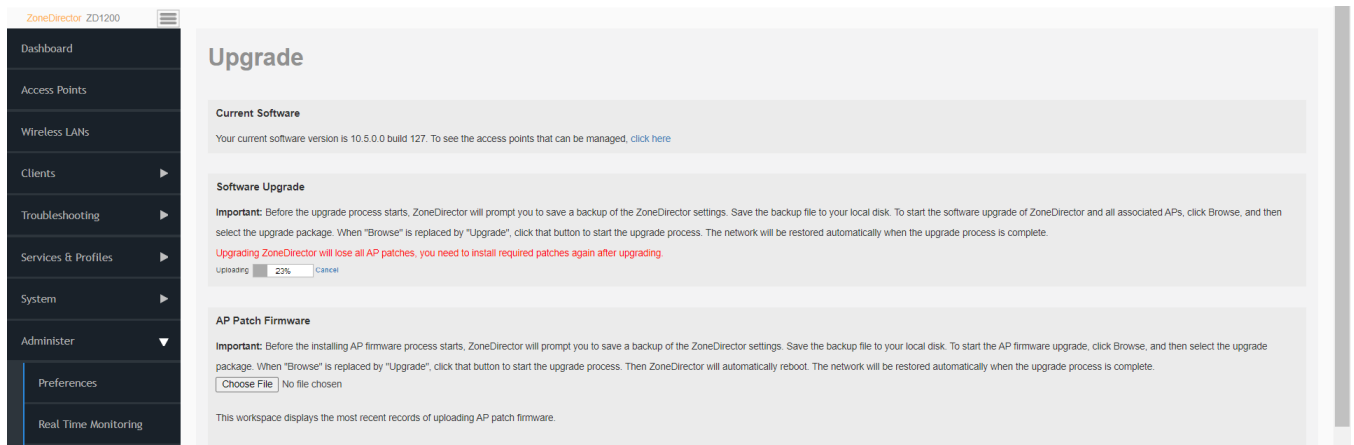 ZoneDirector ZD1200
Dashboard
Access Points
Wireless LANs
Clients
Troubleshooting
Services & Profiles
System
Administer
Preferences
Real Time Monitoring
Upgrade
Current Software
Your current software version is 10.5.0.0 build 127. To see the access points that can be managed, click here
Software Upgrade
Important: Before the upgrade process starts, ZoneDirector will prompt you to save a backup of the ZoneDirector settings. Save the backup file to your local disk. To start the software upgrade of ZoneDirector and all associated APs, click Browse, and then
select the upgrade package. When "Browse" is replaced by "Upgrade", click that button to start the upgrade process. The network will be restored automatically when the upgrade process is complete.
Upgrading ZoneDirector will lose all AP patches, you need to install required patches again after upgrading.
Uploading 23% Cancel
AP Patch Firmware
Important: Before the installing AP firmware process starts, ZoneDirector will prompt you to save a backup of the ZoneDirector settings. Save the backup file to your local disk. To start the AP firmware upgrade, click Browse, and then select the upgrade
package. When "Browse" is replaced by "Upgrade", click that button to start the upgrade process. Then ZoneDirector will automatically reboot. The network will be restored automatically when the upgrade process is complete.
Choose File No file chosen
This workspace displays the most recent records of uploading AP patch firmware.